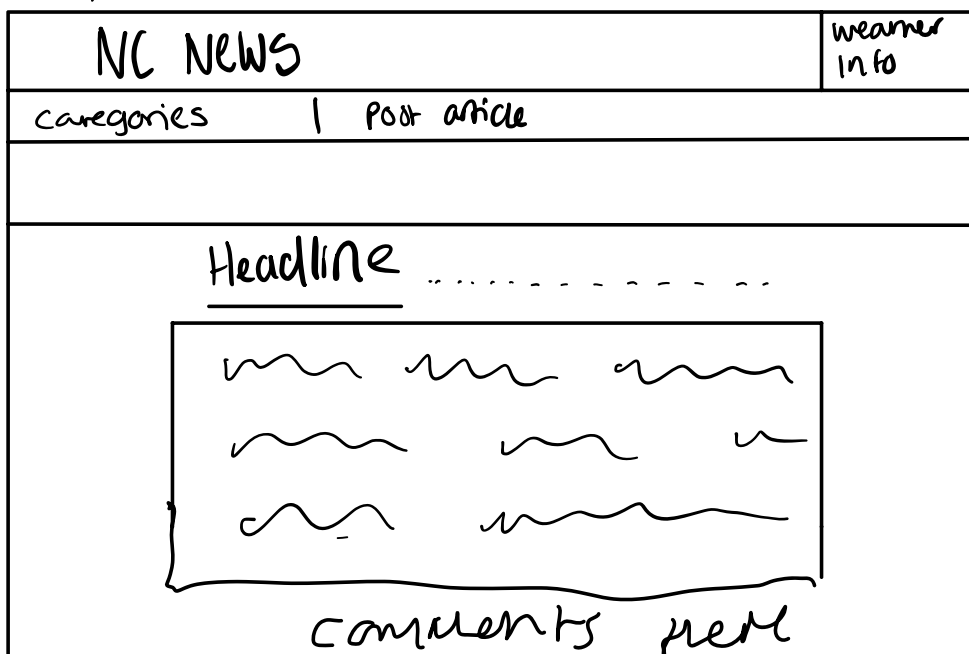 NC NEWS
weather
Info
categories | Post article
Headline
comments here